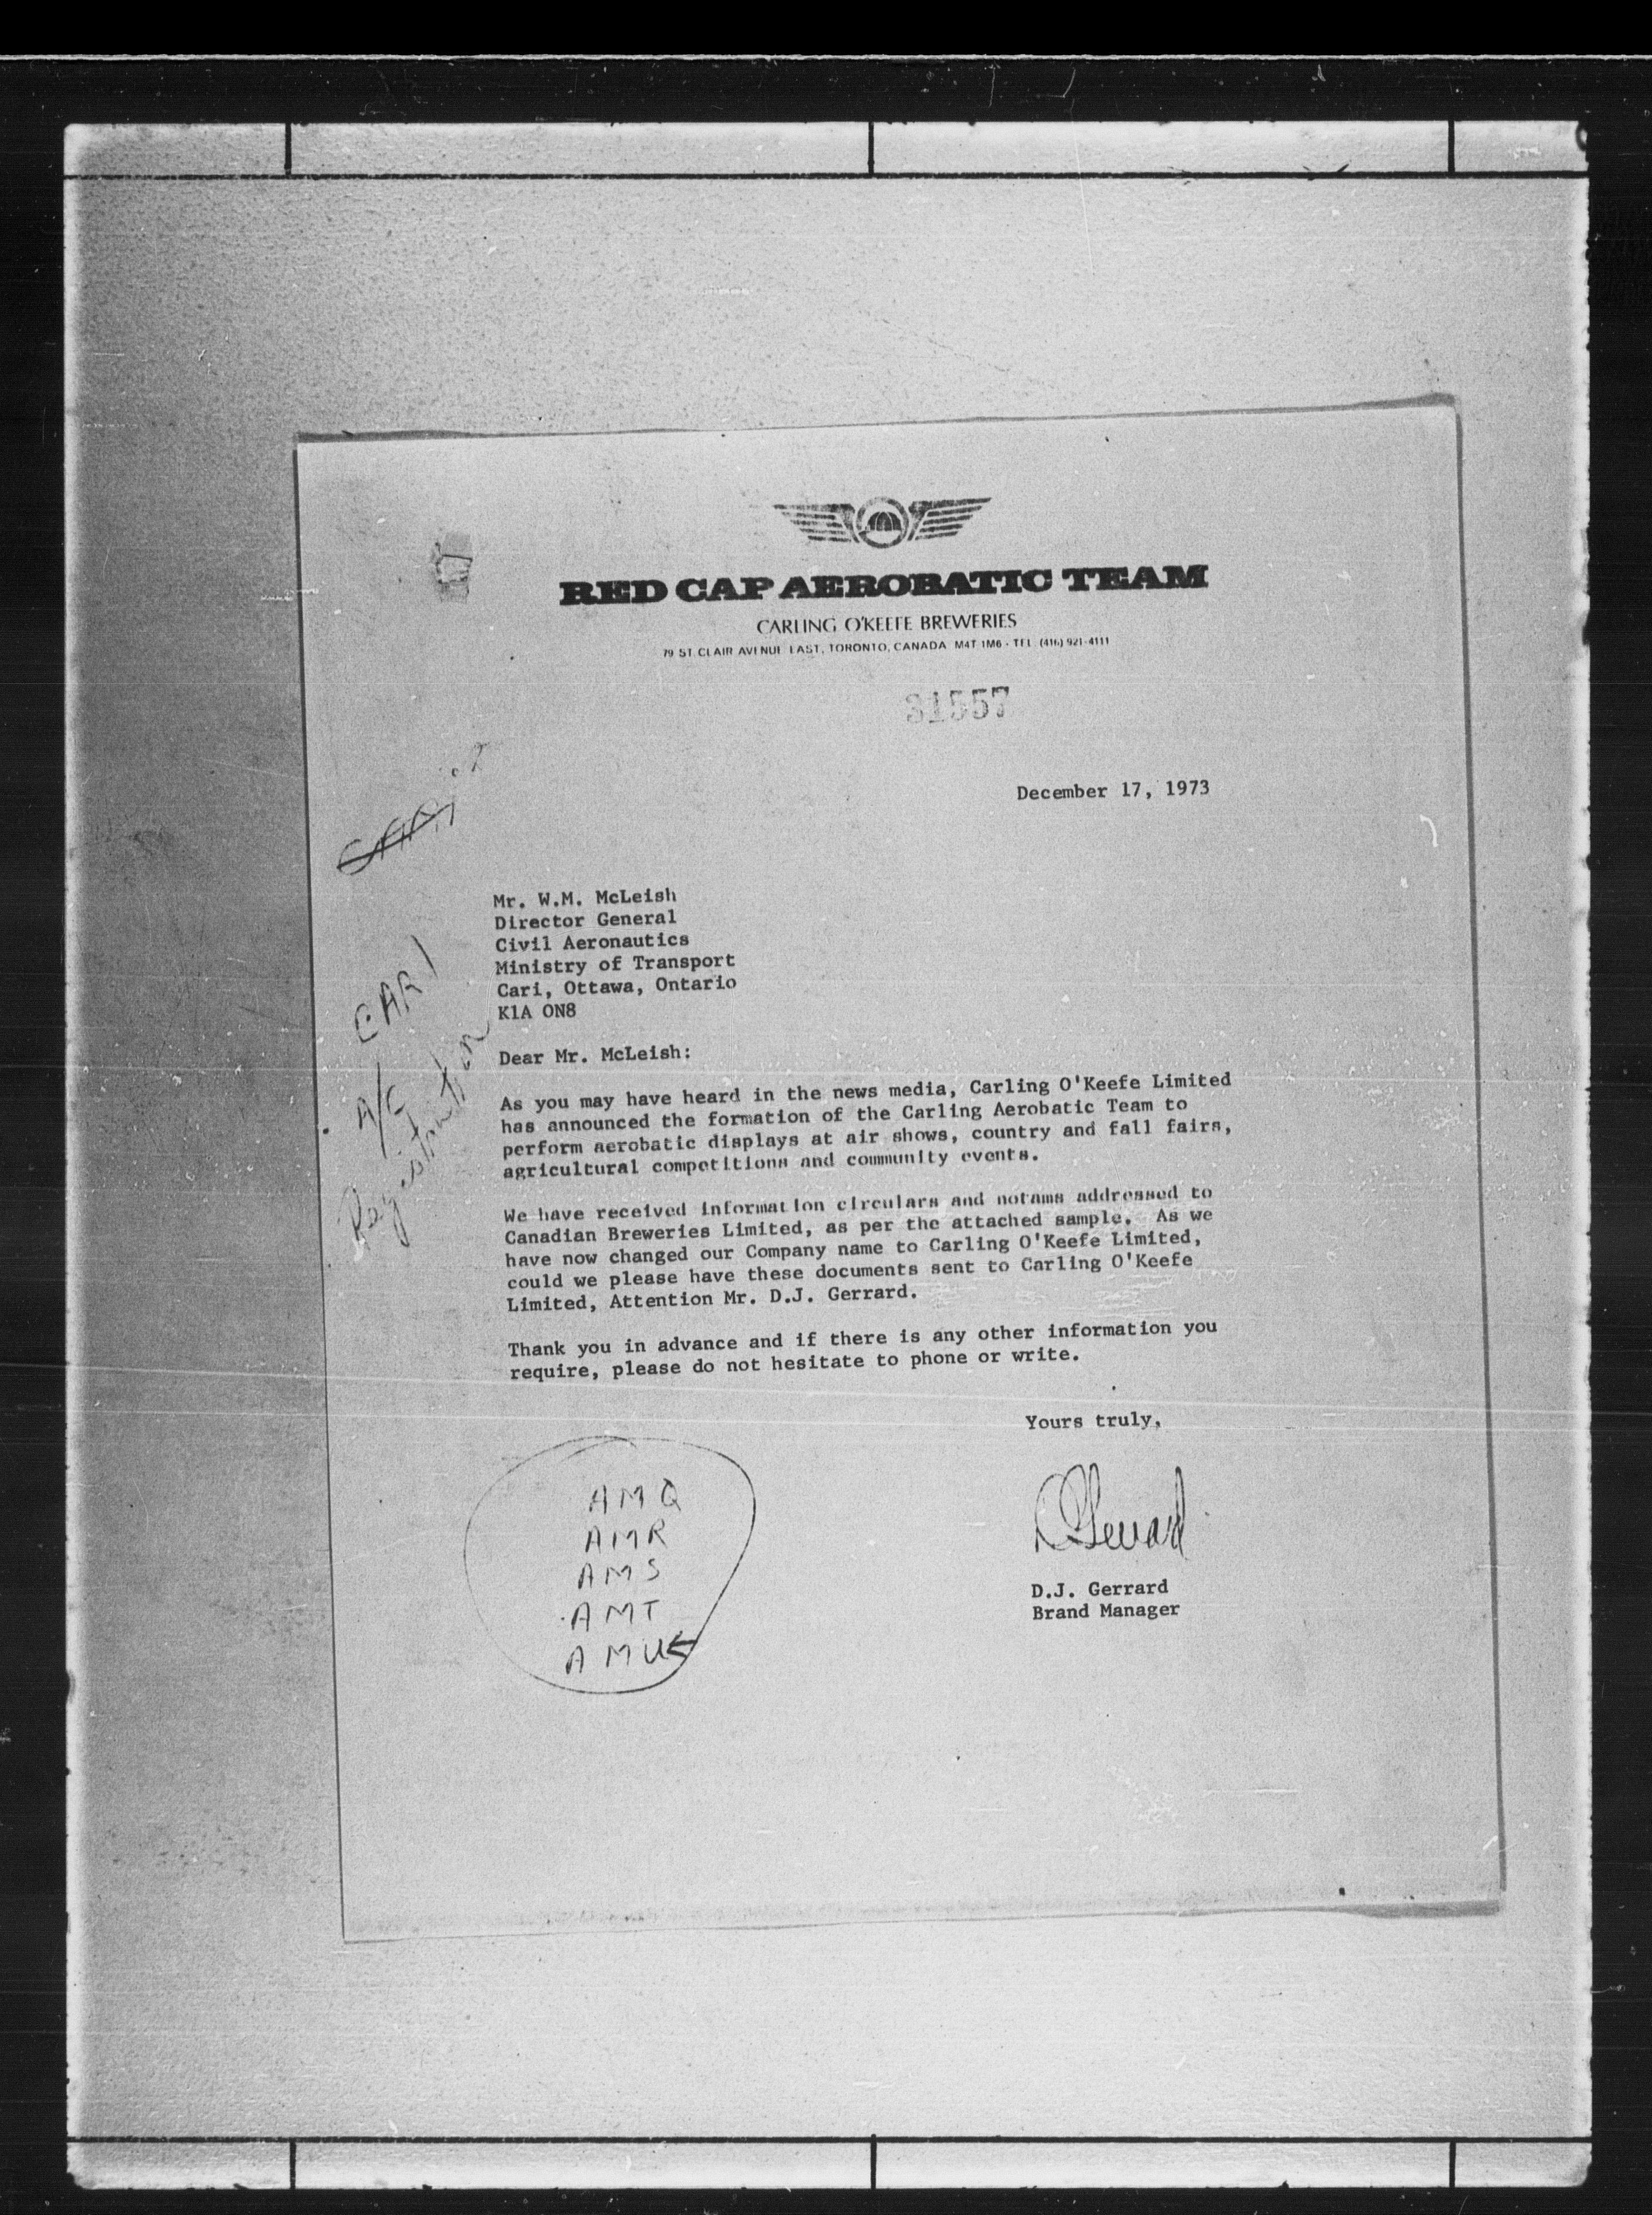 RED CAP AEROBATIC TEAM
CARLING O'KEEFE BREWERIES
79 ST. CLAIR AVENUE EAST, TORONTO, CANADA M4T 1M6 - TEL. (416) 921-4111
31557
December 17, 1973
Mr. W.M. McLeish
Director General
Civil Aeronautics
Ministry of Transport
Cari, Ottawa, Ontario
K1A ON8
CAR 1
A/C
Registration
Dear Mr. McLeish:
As you may have heard in the news media, Carling O'Keefe Limited
has announced the formation of the Carling Aerobatic Team to
perform aerobatic displays at air shows, country and fall fairs,
agricultural competitions and community events.
We have received information circulars and notams addressed to
Canadian Breweries Limited, as per the attached sample. As we
have now changed our Company name to Carling O'Keefe Limited,
could we please have these documents sent to Carling O'Keefe
Limited, Attention Mr. D.J. Gerrard.
Thank you in advance and if there is any other information you
require, please do not hesitate to phone or write.
Yours truly,
D.J. Gerrard
Brand Manager
AMQ
AMR
AMS
AMT
AMU